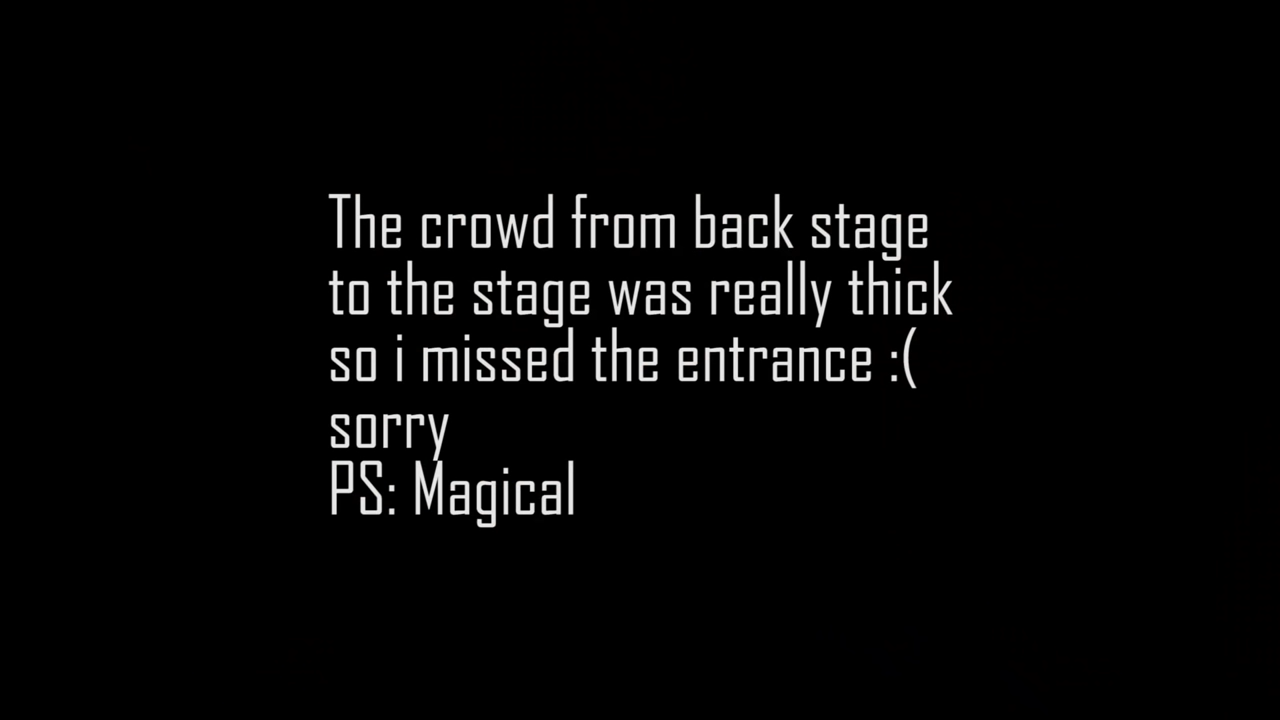 The crowd from back stage
to the stage was really thick
so i missed the entrance :(
sorry
PS: Magical